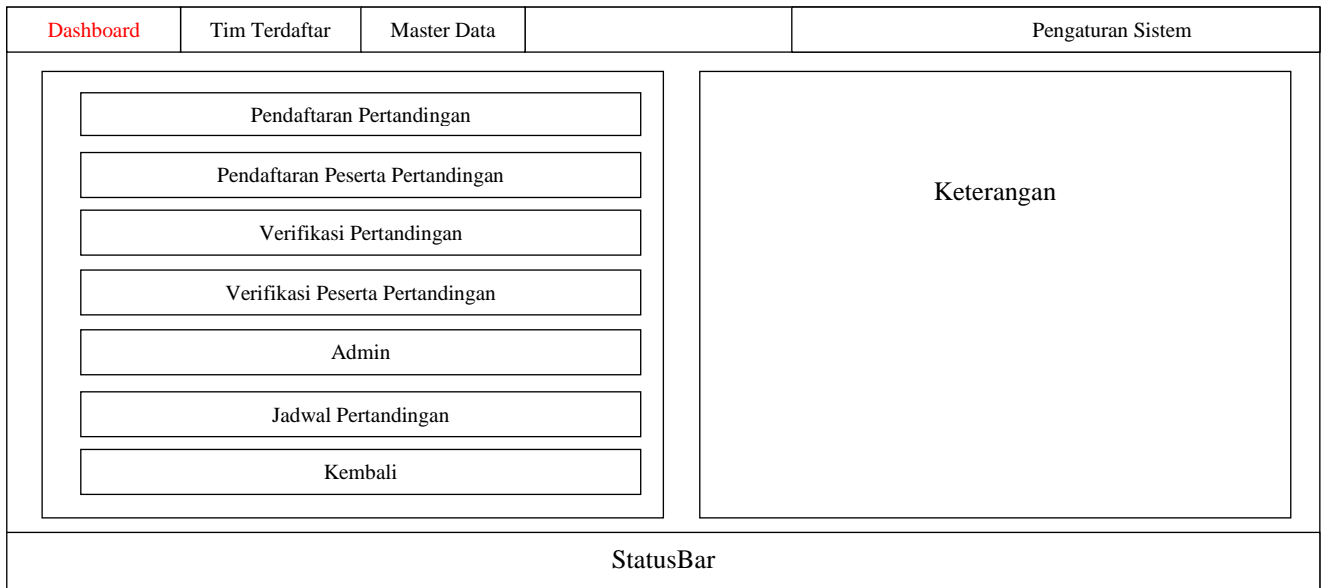 Dashboard
Tim Terdaftar
Master Data
Pengaturan Sistem
Pendaftaran Pertandingan
Pendaftaran Peserta Pertandingan
Verifikasi Pertandingan
Verifikasi Peserta Pertandingan
Admin
Jadwal Pertandingan
Kembali
Keterangan
StatusBar